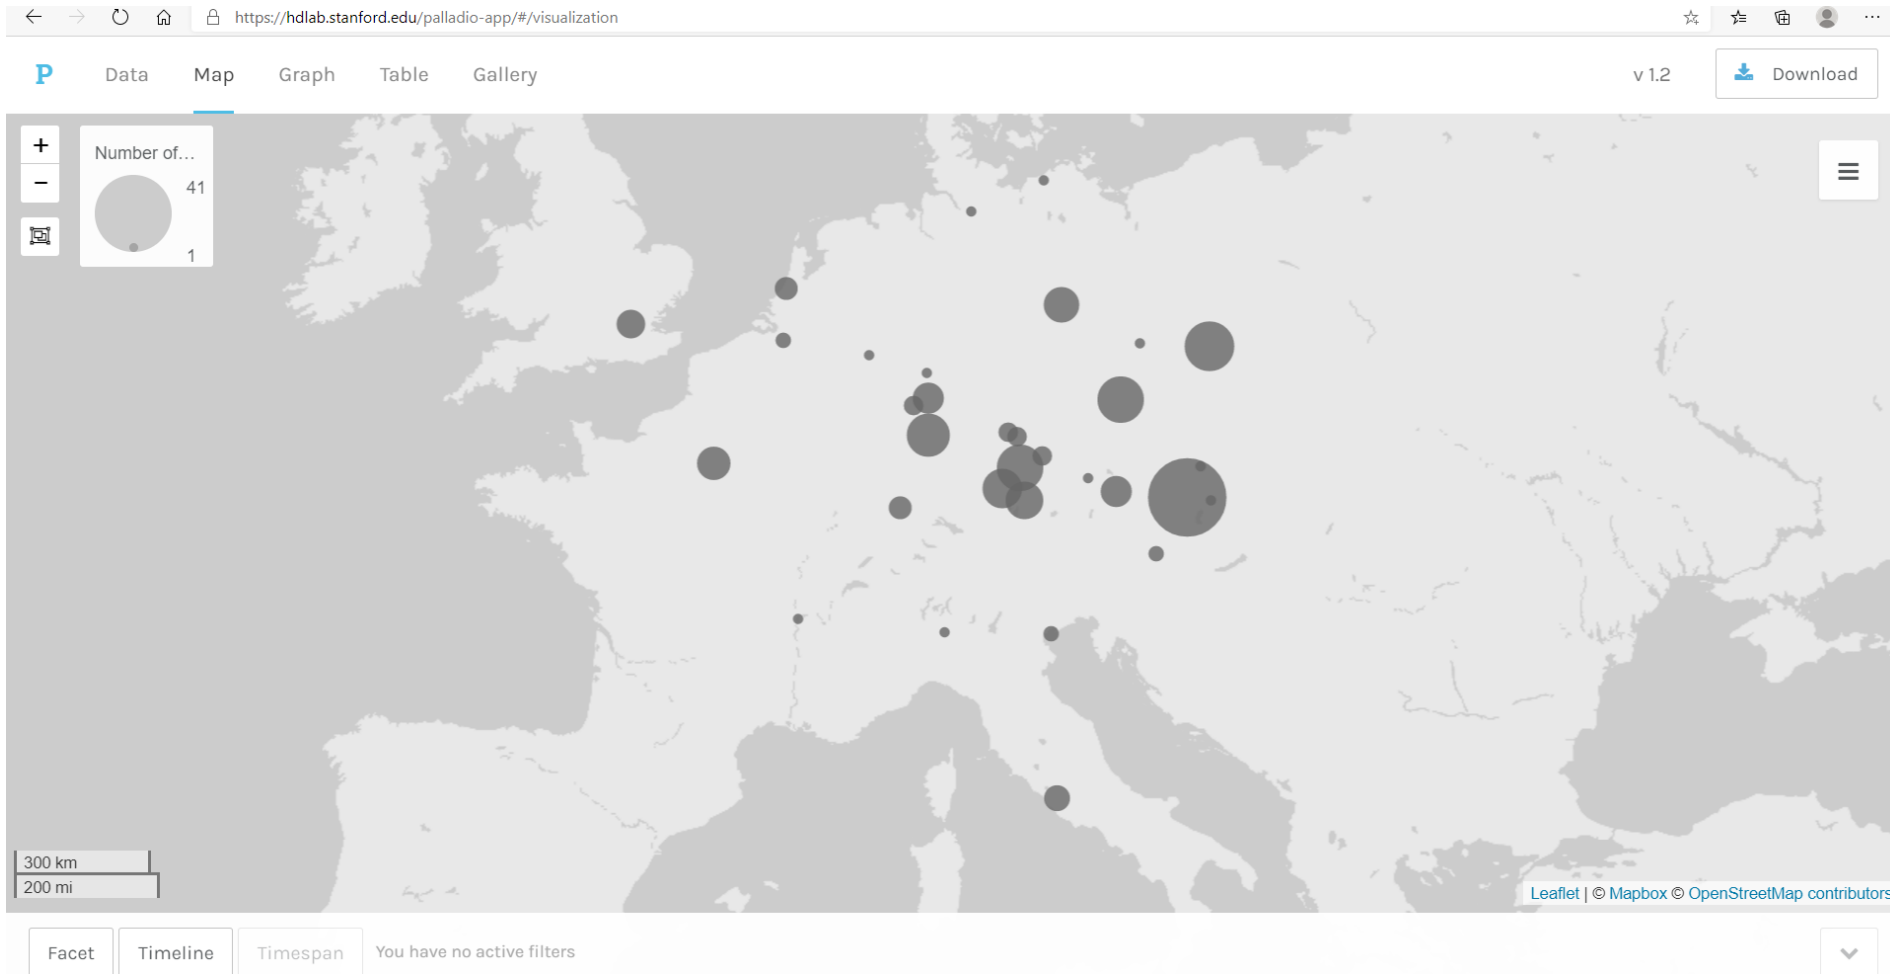 https://hdlab.stanford.edu/palladio-app/#/visualization
P Data Map Graph Table Gallery v 1.2 Download
+
−
Number of...
41
1
300 km
200 mi
Leaflet | © Mapbox © OpenStreetMap contributors
Facet Timeline Timespan You have no active filters